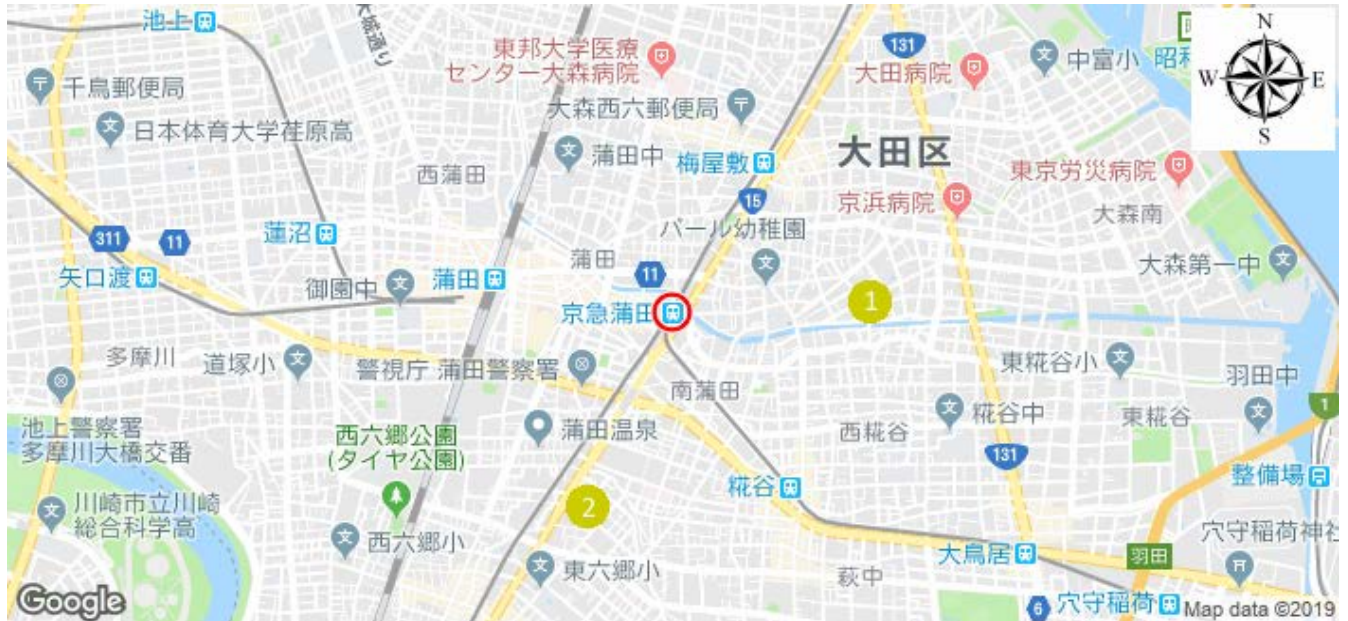 池上
大城通り
千鳥郵便局
日本体育大学荏原高
東邦大学医療
センター大森病院
大森西六郵便局
蒲田中
西蒲田
梅屋敷
131
大田病院
中富小
昭和
N
W
E
S
大田区
東京労災病院
京浜病院
大森南
15
パール幼稚園
311
11
蓮沼
矢口渡
御園中
蒲田
蒲田
11
京急蒲田
1
大森第一中
多摩川
道塚小
警視庁 蒲田警察署
南蒲田
東糀谷小
羽田中
池上警察署
多摩川大橋交番
西六郷公園
(タイヤ公園)
蒲田温泉
西糀谷
糀谷中
東糀谷
1
131
川崎市立川崎
総合科学高
2
糀谷
整備場
西六郷小
東六郷小
萩中
大鳥居
羽田
穴守稲荷神社
6
穴守稲荷
Google
Map data ©2019